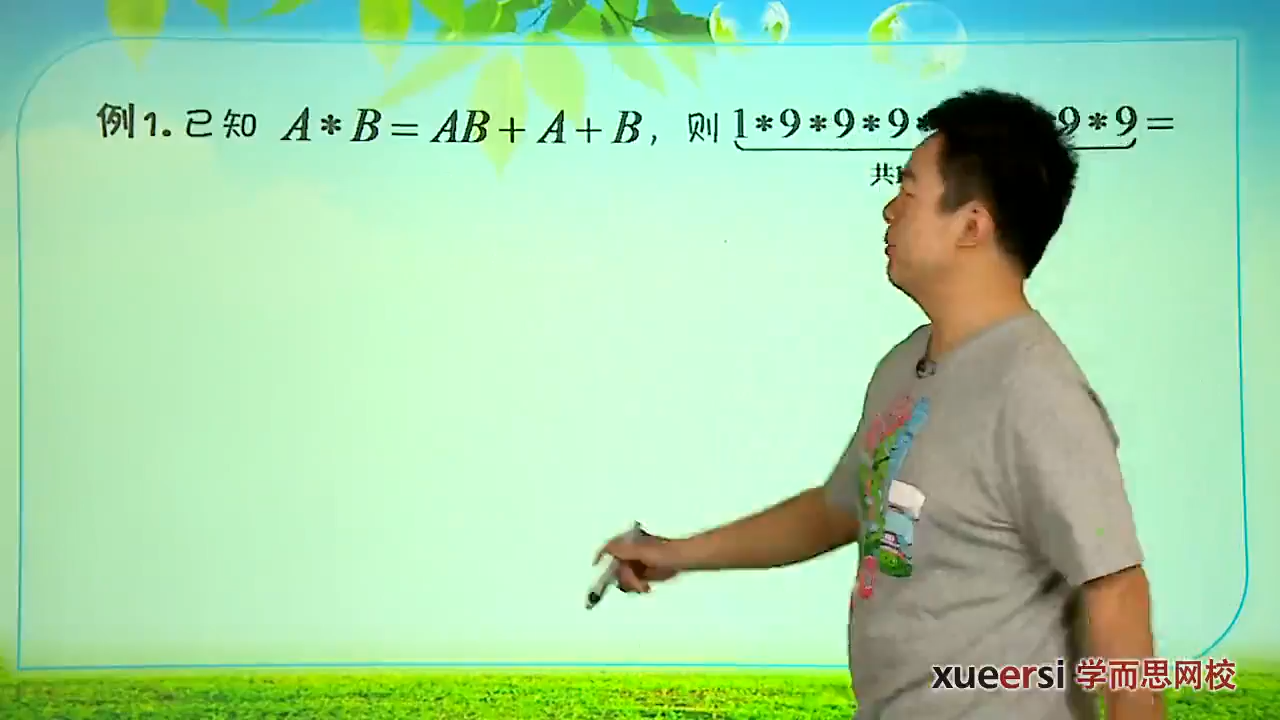 例1. 已知 A * B = AB + A + B，则 1*9*9*9* 9*9 =
共
xueersi 学而思网校